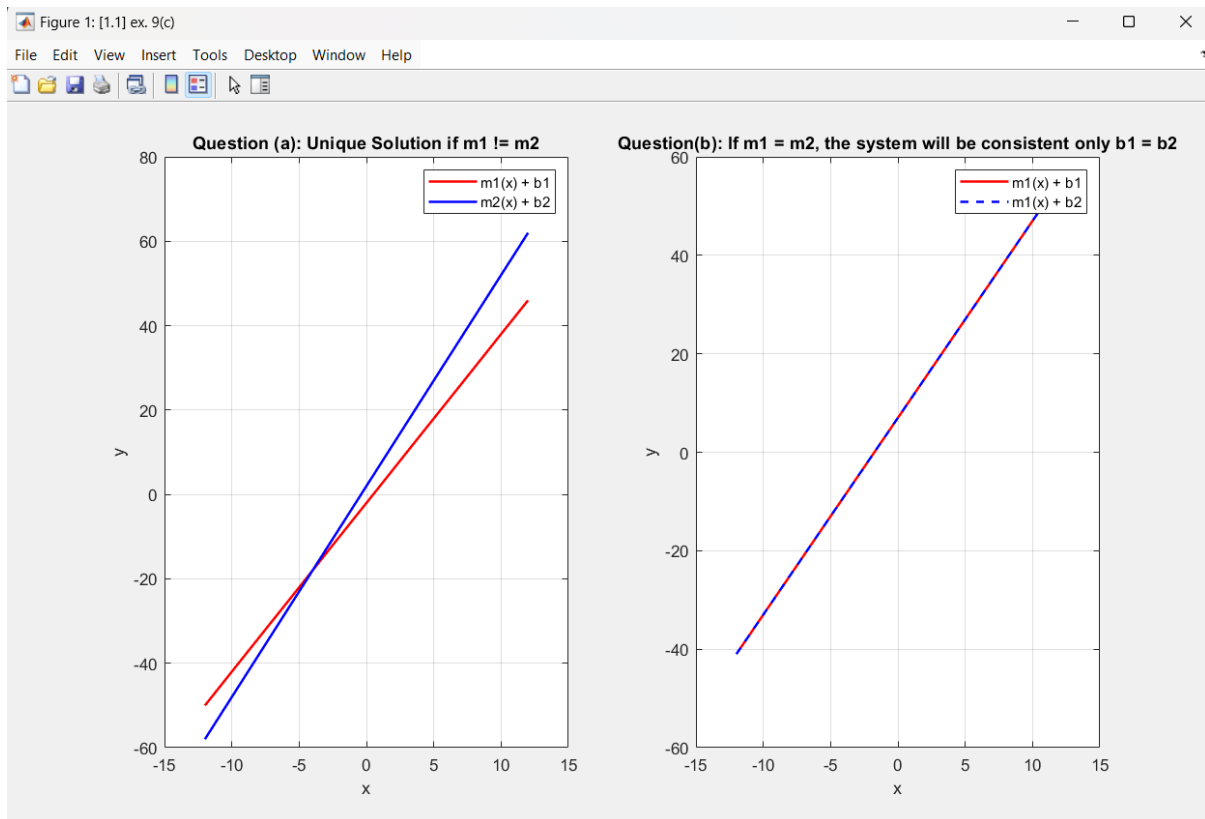 Figure 1: [1.1] ex. 9(c)
File Edit View Insert Tools Desktop Window Help
Question (a): Unique Solution if m1 != m2
80
60
40
20
0
-20
-40
-60
-15 -10 -5 0 5 10 15
x
y
m1(x) + b1
m2(x) + b2
Question(b): If m1 = m2, the system will be consistent only b1 = b2
60
40
20
0
-20
-40
-60
-15 -10 -5 0 5 10 15
x
y
m1(x) + b1
m1(x) + b2